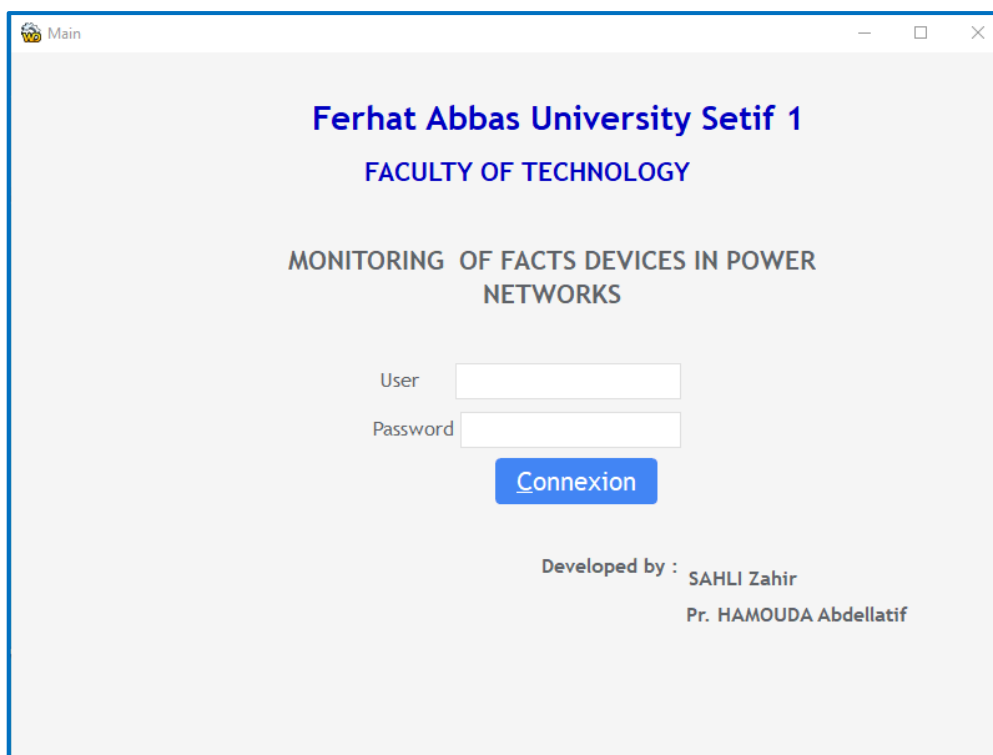 Main
Ferhat Abbas University Setif 1
FACULTY OF TECHNOLOGY
MONITORING OF FACTS DEVICES IN POWER
NETWORKS
User
Password
Connexion
Developed by :
SAHLI Zahir
Pr. HAMOUDA Abdellatif